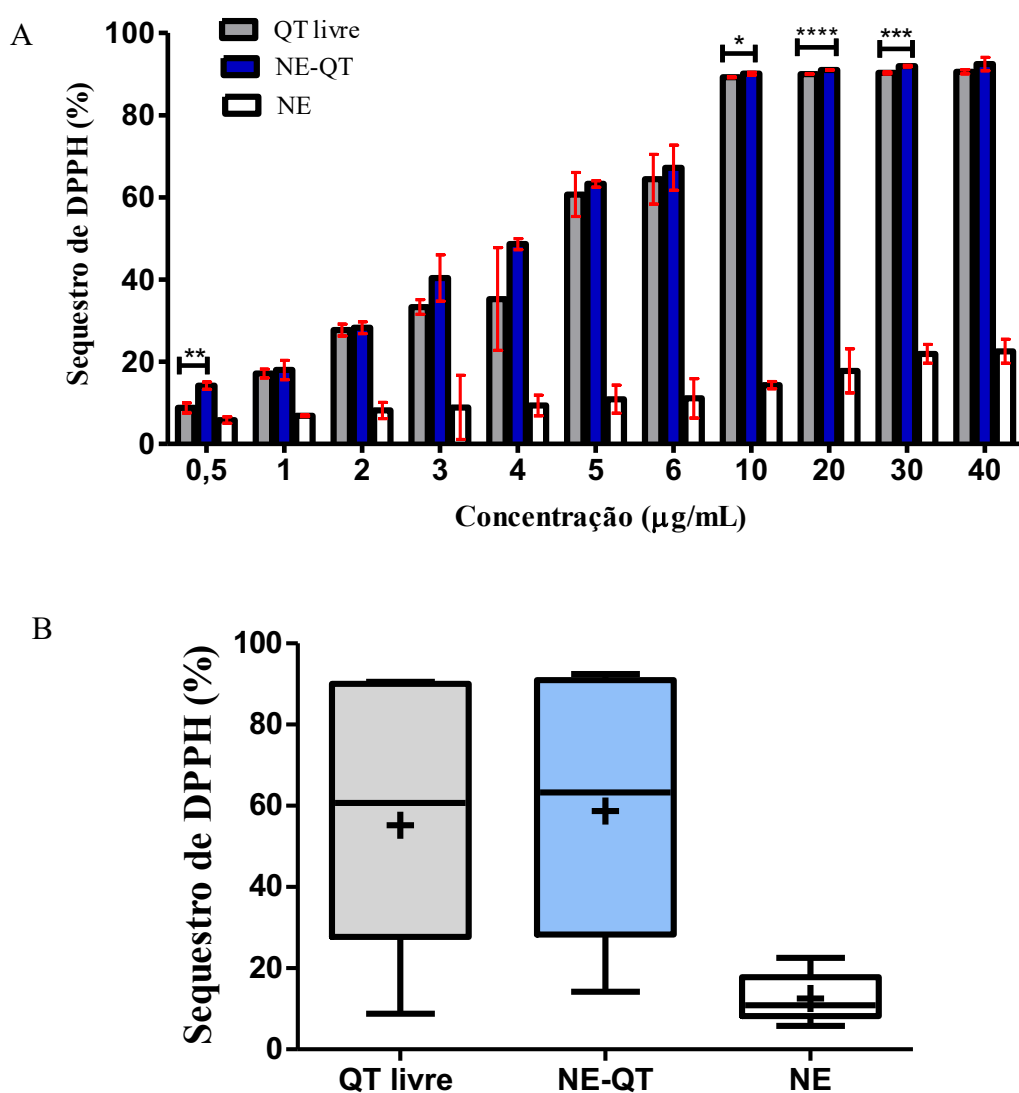 A
QT livre
NE-QT
NE
Sequestro de DPPH (%)
100
80
60
40
20
0
**
*
****
***
0,5 1 2 3 4 5 6 10 20 30 40
Concentração (μg/mL)
B
Sequestro de DPPH (%)
100
80
60
40
20
0
QT livre NE-QT NE